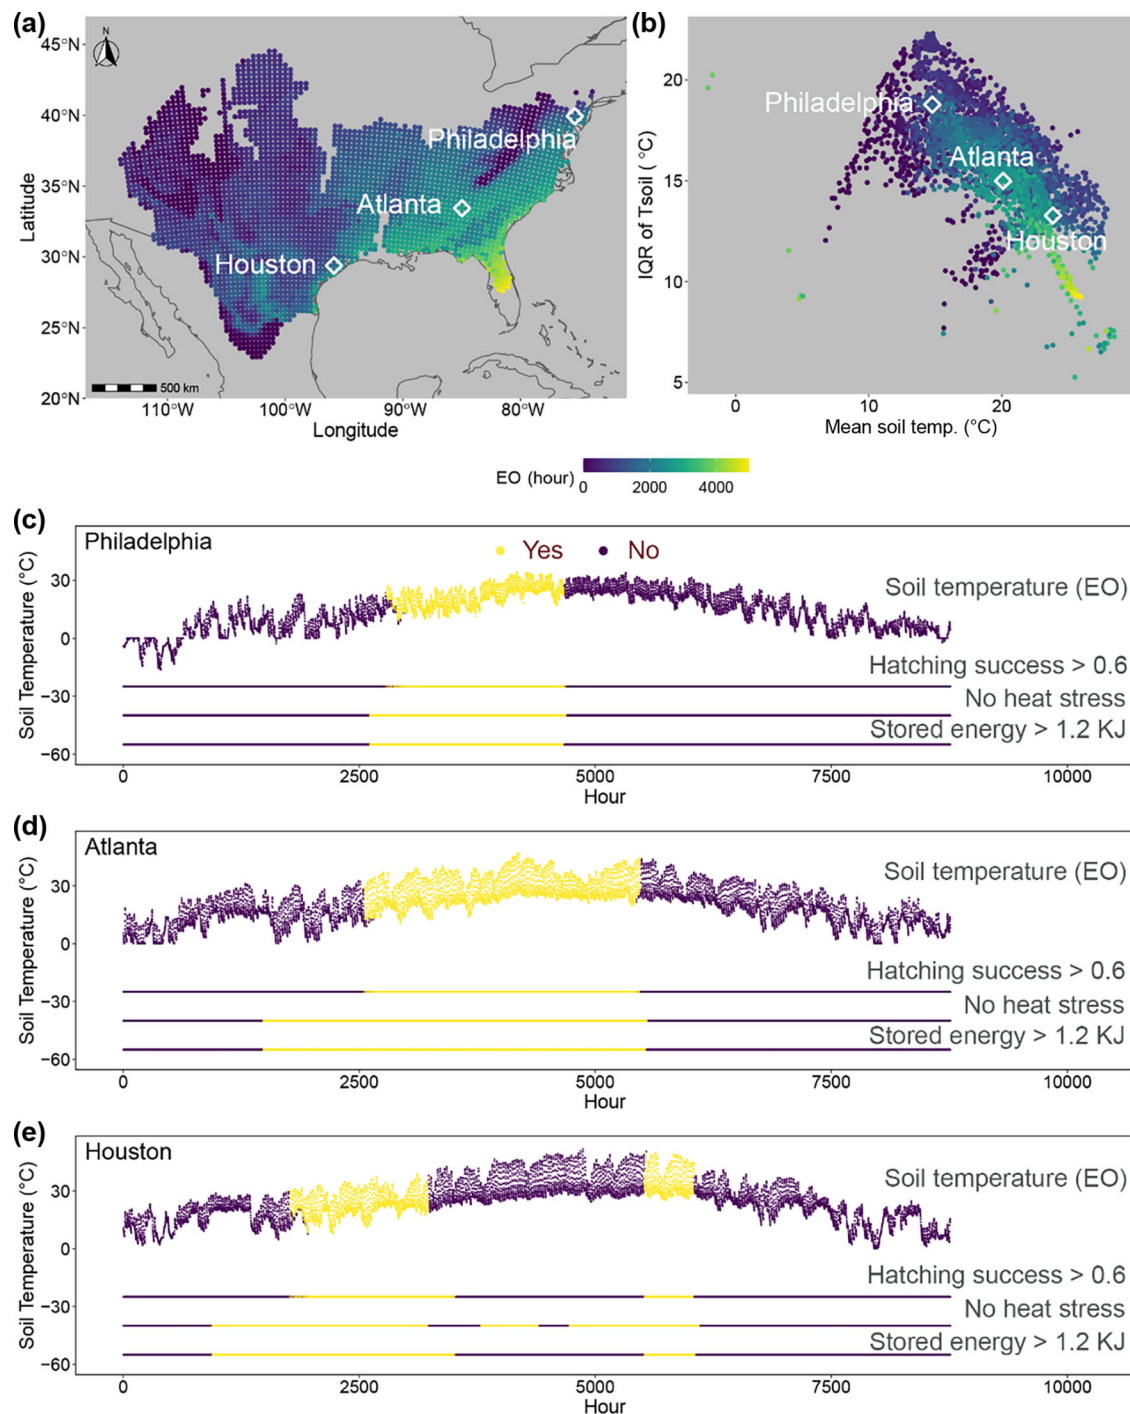 (a)
N
45°N
40°N
35°N
30°N
25°N
20°N
Latitude
Philadelphia
Atlanta
Houston
500 km
110°W 100°W 90°W 80°W
Longitude
(b)
20
15
10
5
IQR of Tsoil ( °C)
Philadelphia
Atlanta
Houston
0 10 20
Mean soil temp. (°C)
EO (hour)
0 2000 4000
(c)
Philadelphia
Yes No
Soil temperature (EO)
Hatching success > 0.6
No heat stress
Stored energy > 1.2 KJ
Soil Temperature (°C)
30
0
−30
−60
0 2500 5000 7500 10000
Hour
(d)
Atlanta
Soil temperature (EO)
Hatching success > 0.6
No heat stress
Stored energy > 1.2 KJ
Soil Temperature (°C)
30
0
−30
−60
0 2500 5000 7500 10000
Hour
(e)
Houston
Soil temperature (EO)
Hatching success > 0.6
No heat stress
Stored energy > 1.2 KJ
Soil Temperature (°C)
30
0
−30
−60
0 2500 5000 7500 10000
Hour